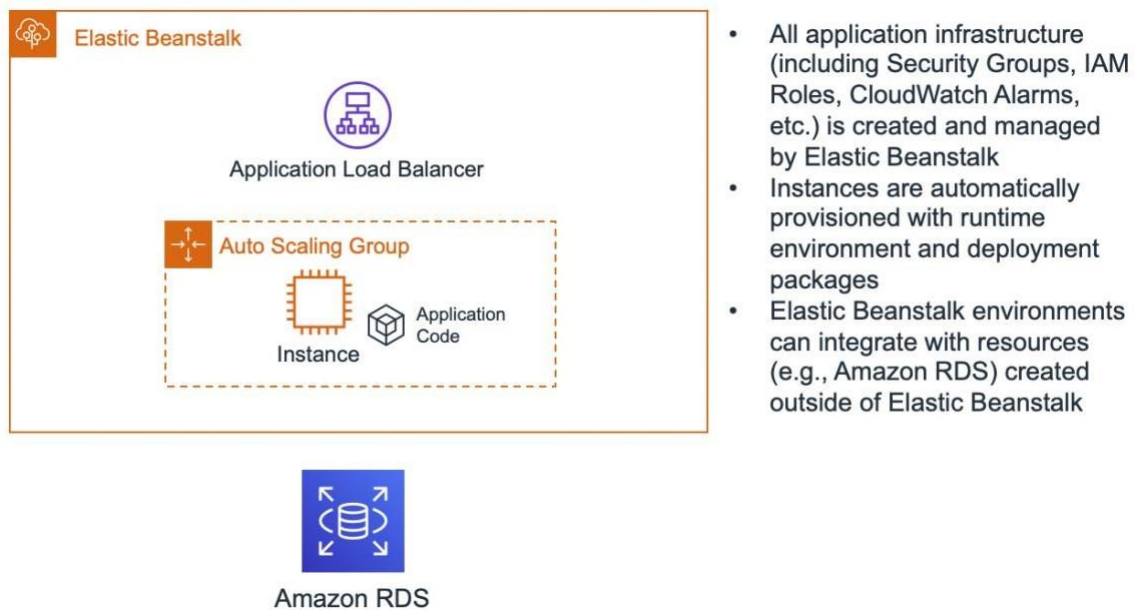 Elastic Beanstalk
Application Load Balancer
Auto Scaling Group
Application
Code
Instance
Amazon RDS
• All application infrastructure
(including Security Groups, IAM
Roles, CloudWatch Alarms,
etc.) is created and managed
by Elastic Beanstalk
• Instances are automatically
provisioned with runtime
environment and deployment
packages
• Elastic Beanstalk environments
can integrate with resources
(e.g., Amazon RDS) created
outside of Elastic Beanstalk